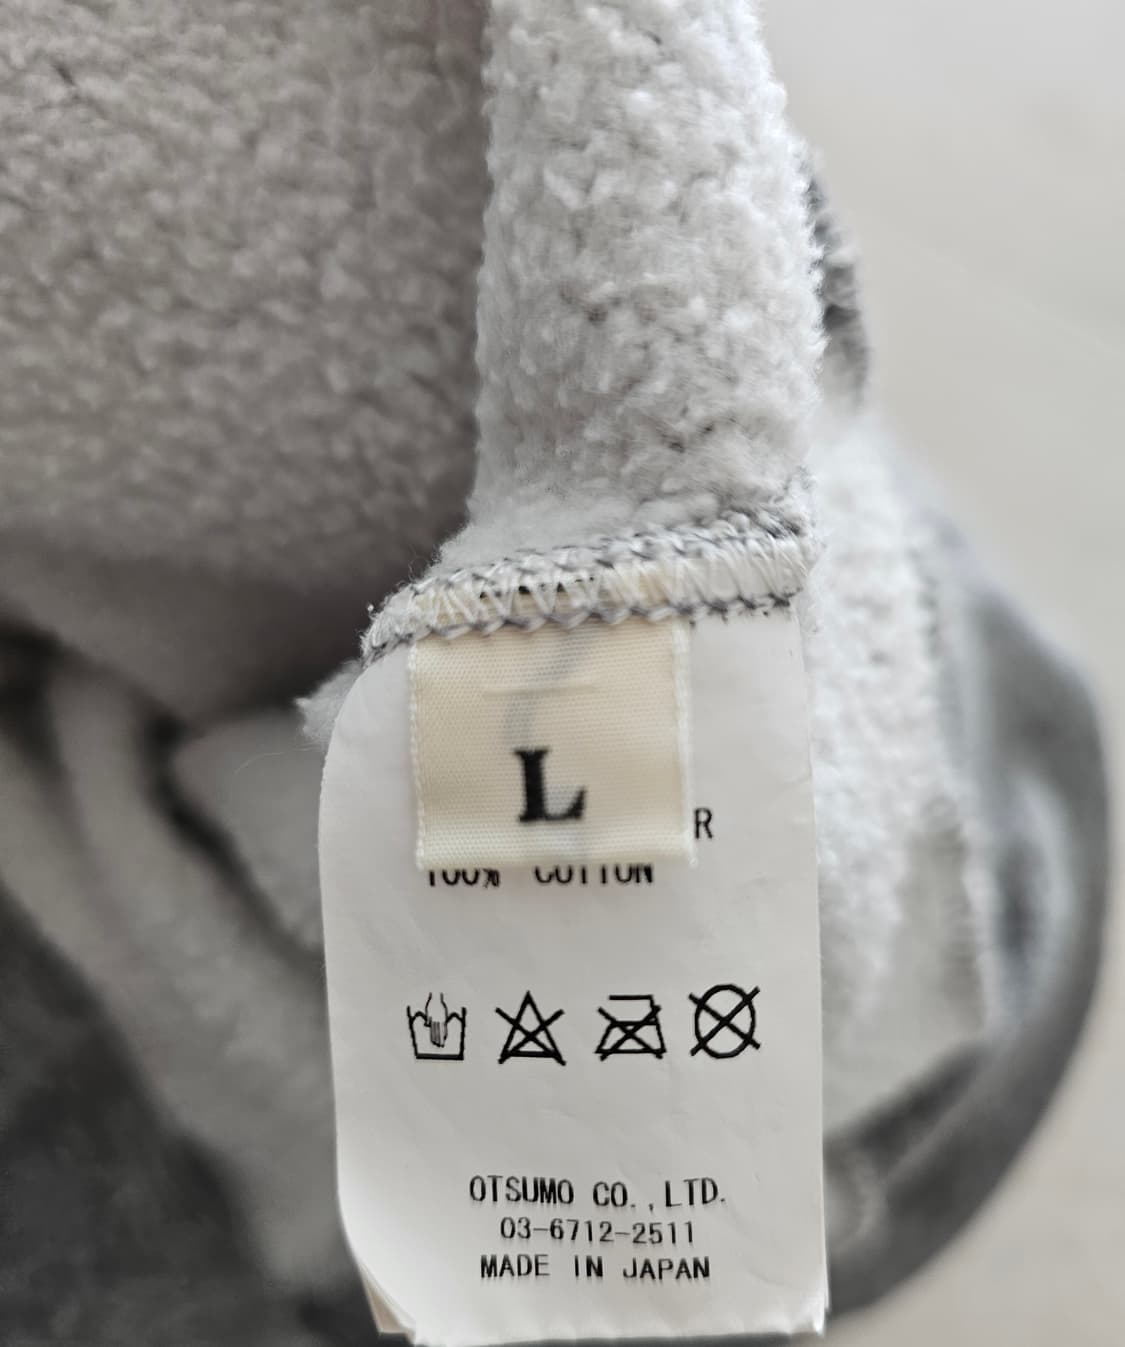 L
R
100% COTTON
OTSUMO CO.,LTD.
03-6712-2511
MADE IN JAPAN